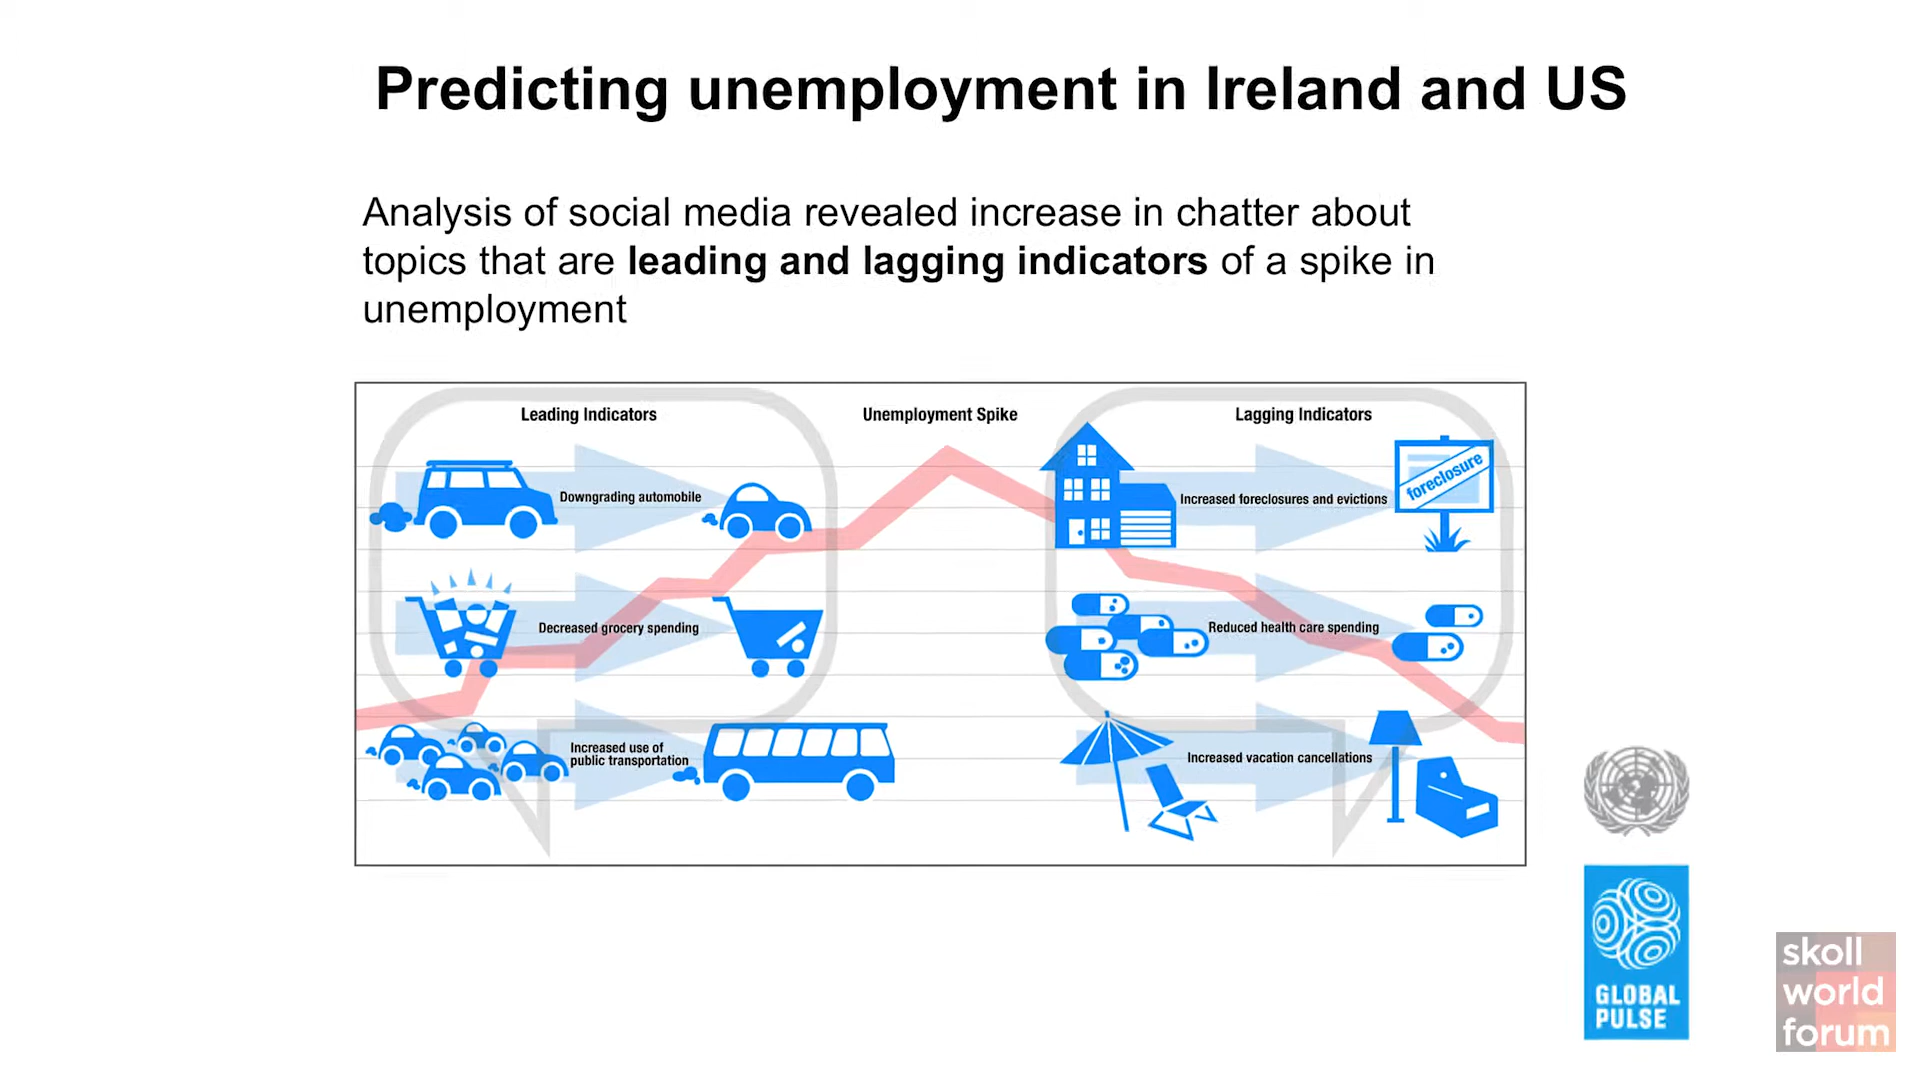 Predicting unemployment in Ireland and US
Analysis of social media revealed increase in chatter about
topics that are leading and lagging indicators of a spike in
unemployment
Leading Indicators
Unemployment Spike
Lagging Indicators
Downgrading automobile
Increased foreclosures and evictions
foreclosure
Decreased grocery spending
Reduced health care spending
Increased use of
public transportation
Increased vacation cancellations
GLOBAL
PULSE
skoll
world
forum